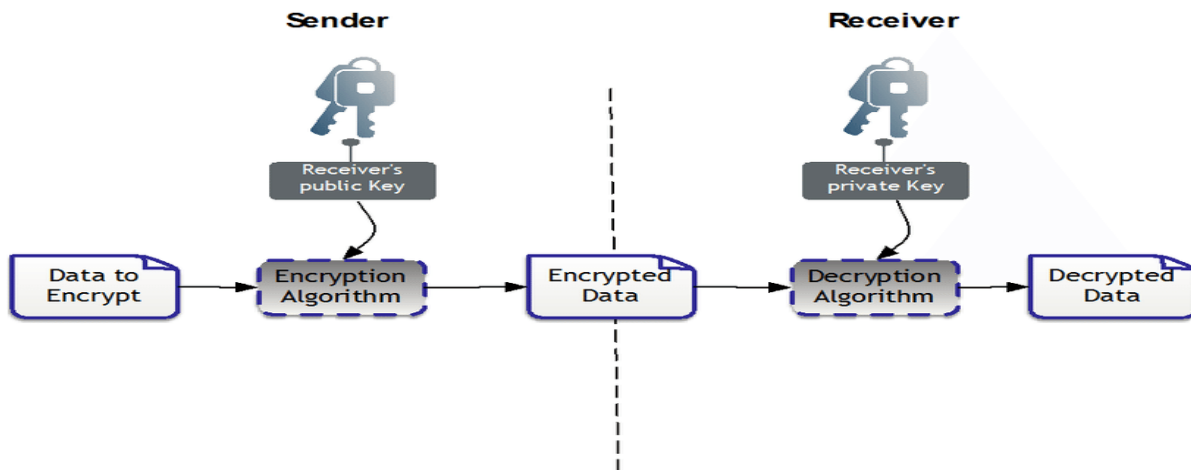 Sender
Receiver
Receiver's
public Key
Receiver's
private Key
Data to
Encrypt
Encryption
Algorithm
Encrypted
Data
Decryption
Algorithm
Decrypted
Data